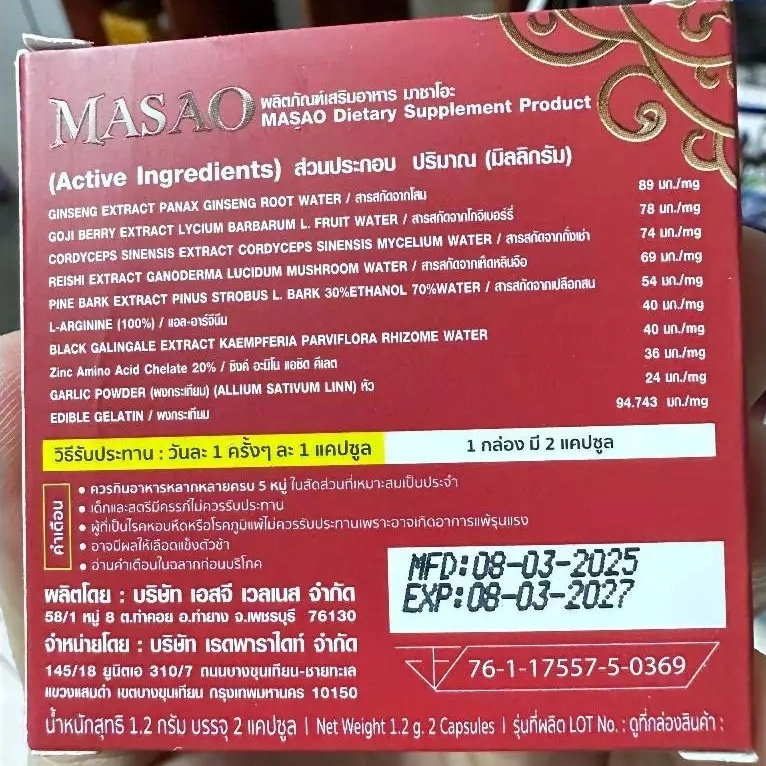 MASAO ผลิตภัณฑ์เสริมอาหาร มาซาโอะ
MASAO Dietary Supplement Product
(Active Ingredients) ส่วนประกอบ ปริมาณ (มิลลิกรัม)
GINSENG EXTRACT PANAX GINSENG ROOT WATER / สารสกัดจากโสม 89 มก./mg
GOJI BERRY EXTRACT LYCIUM BARBARUM L. FRUIT WATER / สารสกัดจากโกจิเบอร์รี่ 78 มก./mg
CORDYCEPS SINENSIS EXTRACT CORDYCEPS SINENSIS MYCELIUM WATER / สารสกัดจากถั่งเช่า 74 มก./mg
REISHI EXTRACT GANODERMA LUCIDUM MUSHROOM WATER / สารสกัดจากเห็ดหลินจือ 69 มก./mg
PINE BARK EXTRACT PINUS STROBUS L. BARK 30%ETHANOL 70%WATER / สารสกัดจากเปลือกสน 54 มก./mg
L-ARGININE (100%) / แอล-อาร์จินีน 40 มก./mg
BLACK GALINGALE EXTRACT KAEMPFERIA PARVIFLORA RHIZOME WATER 40 มก./mg
Zinc Amino Acid Chelate 20% / ซิงค์ อะมิโน แอซิด คีเลต 36 มก./mg
GARLIC POWDER (ผงกระเทียม) (ALLIUM SATIVUM LINN) หัว 24 มก./mg
EDIBLE GELATIN / ผงกระเทียม 94.743 มก./mg
วิธีรับประทาน : วันละ 1 ครั้งๆ ละ 1 แคปซูล 1 กล่อง มี 2 แคปซูล
คำเตือน
• ควรกินอาหารหลากหลายครบ 5 หมู่ ในสัดส่วนที่เหมาะสมเป็นประจำ
• เด็กและสตรีมีครรภ์ไม่ควรรับประทาน
• ผู้ที่เป็นโรคหอบหืดหรือโรคภูมิแพ้ไม่ควรรับประทานเพราะอาจเกิดอาการแพ้รุนแรง
• อาจมีผลให้เลือดแข็งตัวช้า
• อ่านคำเตือนในฉลากก่อนบริโภค
MFD:08-03-2025
EXP:08-03-2027
ผลิตโดย : บริษัท เอสจี เวลเนส จำกัด
58/1 หมู่ 8 ต.ท่าคอย อ.ท่ายาง จ.เพชรบุรี 76130
จำหน่ายโดย : บริษัท เรดพาราไดท์ จำกัด
145/18 ยูนิตเอ 310/7 ถนนบางขุนเทียน-ชายทะเล
แขวงแสมดำ เขตบางขุนเทียน กรุงเทพมหานคร 10150
76-1-17557-5-0369
น้ำหนักสุทธิ 1.2 กรัม บรรจุ 2 แคปซูล | Net Weight 1.2 g. 2 Capsules | รุ่นที่ผลิต LOT No. : ดูที่กล่องสินค้า :